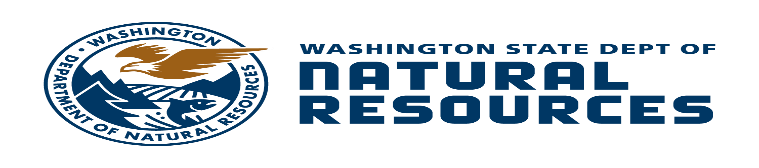 WASHINGTON
DEPARTMENT OF NATURAL RESOURCES
WASHINGTON STATE DEPT OF
NATURAL
RESOURCES